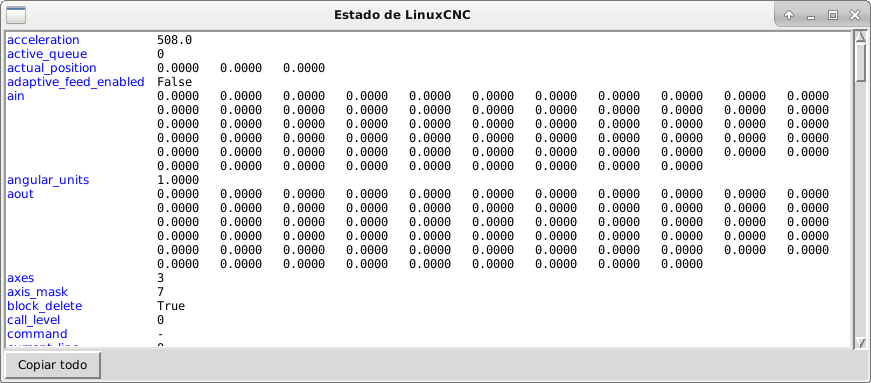 Estado de LinuxCNC
acceleration 508.0
active_queue 0
actual_position 0.0000 0.0000 0.0000
adaptive_feed_enabled False
ain 0.0000 0.0000 0.0000 0.0000 0.0000 0.0000 0.0000 0.0000 0.0000 0.0000 0.0000
0.0000 0.0000 0.0000 0.0000 0.0000 0.0000 0.0000 0.0000 0.0000 0.0000 0.0000
0.0000 0.0000 0.0000 0.0000 0.0000 0.0000 0.0000 0.0000 0.0000 0.0000 0.0000
0.0000 0.0000 0.0000 0.0000 0.0000 0.0000 0.0000 0.0000 0.0000 0.0000 0.0000
0.0000 0.0000 0.0000 0.0000 0.0000 0.0000 0.0000 0.0000 0.0000 0.0000 0.0000
0.0000 0.0000 0.0000 0.0000 0.0000 0.0000 0.0000 0.0000 0.0000
angular_units 1.0000
aout 0.0000 0.0000 0.0000 0.0000 0.0000 0.0000 0.0000 0.0000 0.0000 0.0000 0.0000
0.0000 0.0000 0.0000 0.0000 0.0000 0.0000 0.0000 0.0000 0.0000 0.0000 0.0000
0.0000 0.0000 0.0000 0.0000 0.0000 0.0000 0.0000 0.0000 0.0000 0.0000 0.0000
0.0000 0.0000 0.0000 0.0000 0.0000 0.0000 0.0000 0.0000 0.0000 0.0000 0.0000
0.0000 0.0000 0.0000 0.0000 0.0000 0.0000 0.0000 0.0000 0.0000 0.0000 0.0000
0.0000 0.0000 0.0000 0.0000 0.0000 0.0000 0.0000 0.0000 0.0000
axes 3
axis_mask 7
block_delete True
call_level 0
command -
Copiar todo